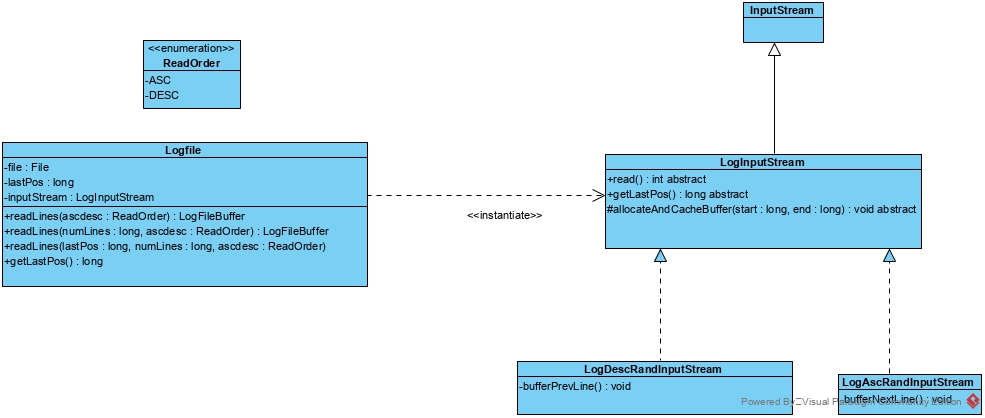 InputStream
<<enumeration>>
ReadOrder
-ASC
-DESC
Logfile
-file : File
-lastPos : long
-inputStream : LogInputStream
+readLines(ascdesc : ReadOrder) : LogFileBuffer
+readLines(numLines : long, ascdesc : ReadOrder) : LogFileBuffer
+readLines(lastPos : long, numLines : long, ascdesc : ReadOrder)
+getLastPos() : long
<<instantiate>>
LogInputStream
+read() : int abstract
+getLastPos() : long abstract
#allocateAndCacheBuffer(start : long, end : long) : void abstract
LogDescRandInputStream
-bufferPrevLine() : void
LogAscRandInputStream
-bufferNextLine() : void
Powered By Visual Paradigm Community Edition